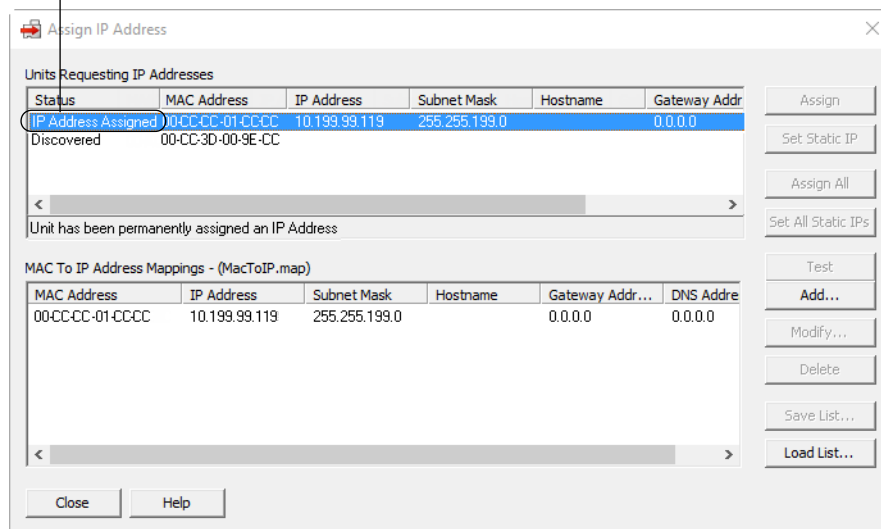 Assign IP Address
Units Requesting IP Addresses
Status MAC Address IP Address Subnet Mask Hostname Gateway Addr
IP Address Assigned 00-CC-CC-01-CC-CC 10.199.99.119 255.255.199.0 0.0.0.0
Discovered 00-CC-3D-00-9E-CC
Unit has been permanently assigned an IP Address
Assign
Set Static IP
Assign All
Set All Static IPs
MAC To IP Address Mappings - (MacToIP.map)
MAC Address IP Address Subnet Mask Hostname Gateway Addr... DNS Addre
00-CC-CC-01-CC-CC 10.199.99.119 255.255.199.0 0.0.0.0 0.0.0.0
Test
Add...
Modify...
Delete
Save List...
Load List...
Close Help